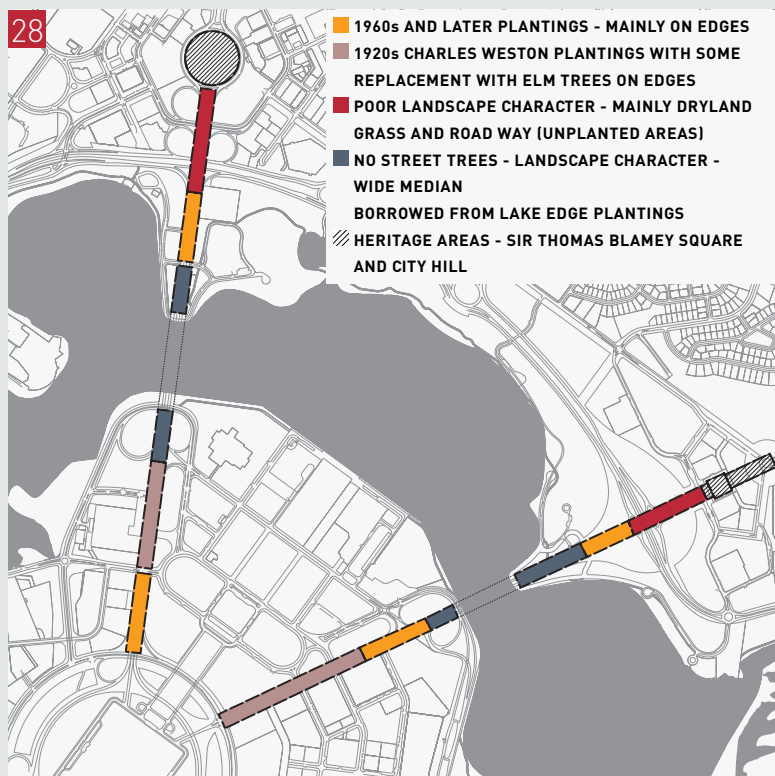 28
1960s AND LATER PLANTINGS - MAINLY ON EDGES
1920s CHARLES WESTON PLANTINGS WITH SOME
REPLACEMENT WITH ELM TREES ON EDGES
POOR LANDSCAPE CHARACTER - MAINLY DRYLAND
GRASS AND ROAD WAY (UNPLANTED AREAS)
NO STREET TREES - LANDSCAPE CHARACTER -
WIDE MEDIAN
BORROWED FROM LAKE EDGE PLANTINGS
HERITAGE AREAS - SIR THOMAS BLAMEY SQUARE
AND CITY HILL